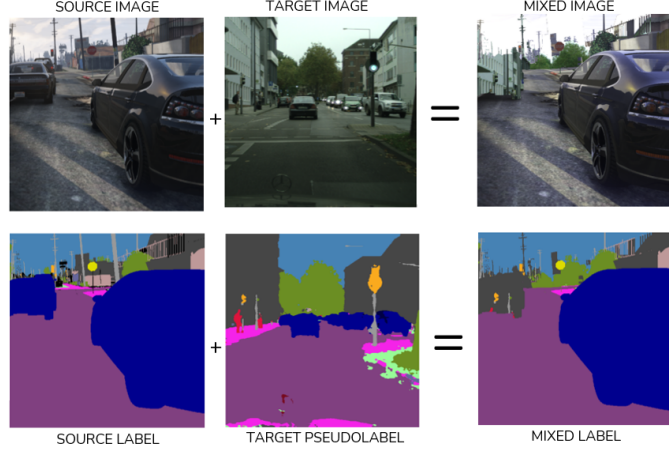 SOURCE IMAGE
TARGET IMAGE
MIXED IMAGE
+
=
+
=
SOURCE LABEL
TARGET PSEUDOLABEL
MIXED LABEL